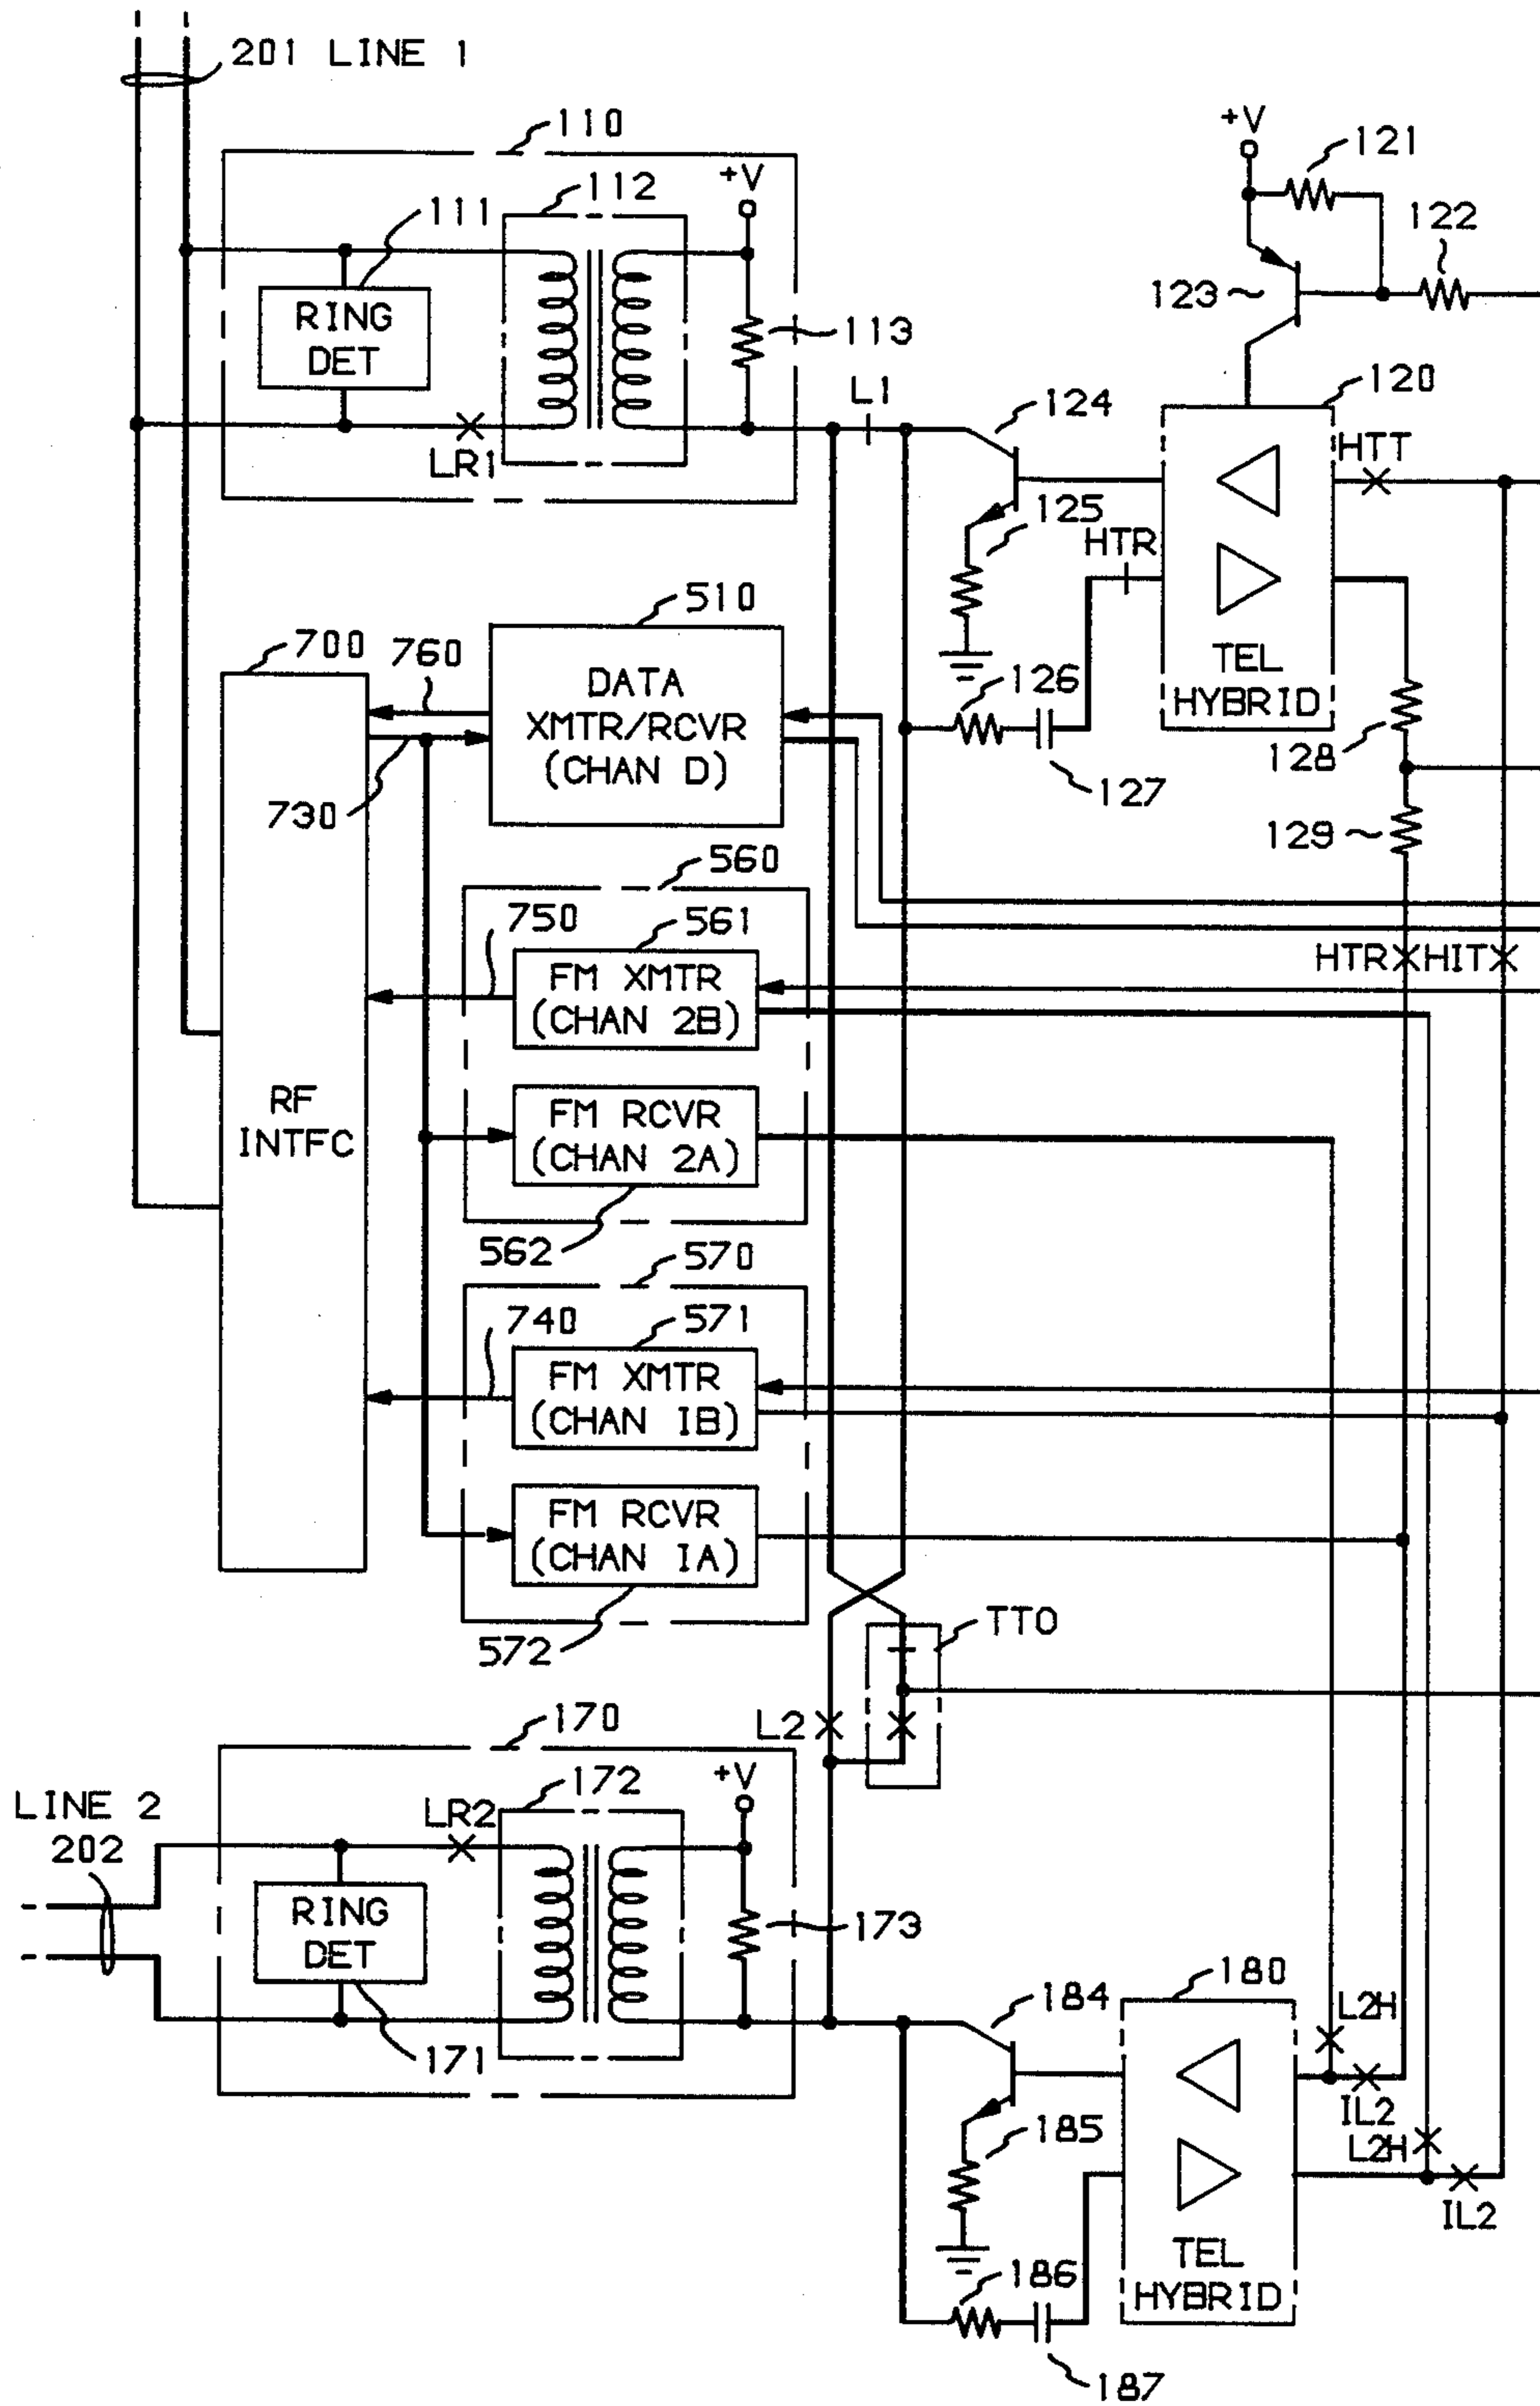 201 LINE 1
110
+V
121
112
+V
111
122
RING
DET
123
113
L1
124
120
LR1
HTT
125
HTR
510
700
760
DATA
XMTR/RCVR
(CHAN D)
126
TEL
HYBRID
128
127
730
129
560
750
561
FM XMTR
(CHAN 2B)
HTR
HIT
RF
INTFC
FM RCVR
(CHAN 2A)
562
570
740
571
FM XMTR
(CHAN 1B)
FM RCVR
(CHAN 1A)
572
TTO
170
L2
LINE 2
202
172
+V
LR2
RING
DET
173
171
184
180
L2H
IL2
185
L2H
IL2
TEL
HYBRID
186
187